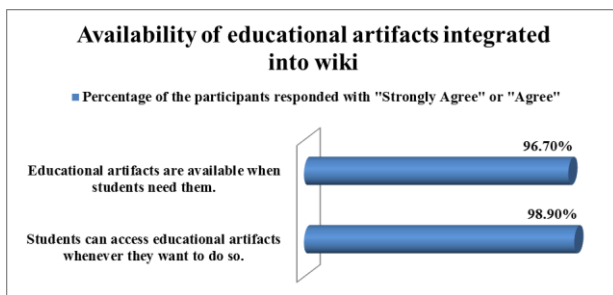 Availability of educational artifacts integrated
into wiki
Percentage of the participants responded with "Strongly Agree" or "Agree"
96.70%
Educational artifacts are available when
students need them.
98.90%
Students can access educational artifacts
whenever they want to do so.